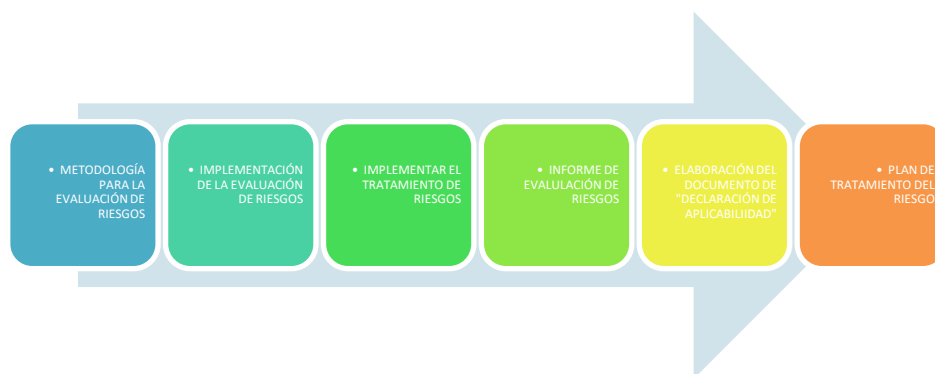 • METODOLOGÍA
PARA LA
EVALUACIÓN DE
RIESGOS
• IMPLEMENTACIÓN
DE LA EVALUACIÓN
DE RIESGOS
• IMPLEMENTAR EL
TRATAMIENTO DE
RIESGOS
• INFORME DE
EVALULACIÓN DE
RIESGOS
• ELABORACIÓN DEL
DOCUMENTO DE
"DECLARACIÓN DE
APLICABILIIDAD"
• PLAN DE
TRATAMIENTO DEL
RIESGO